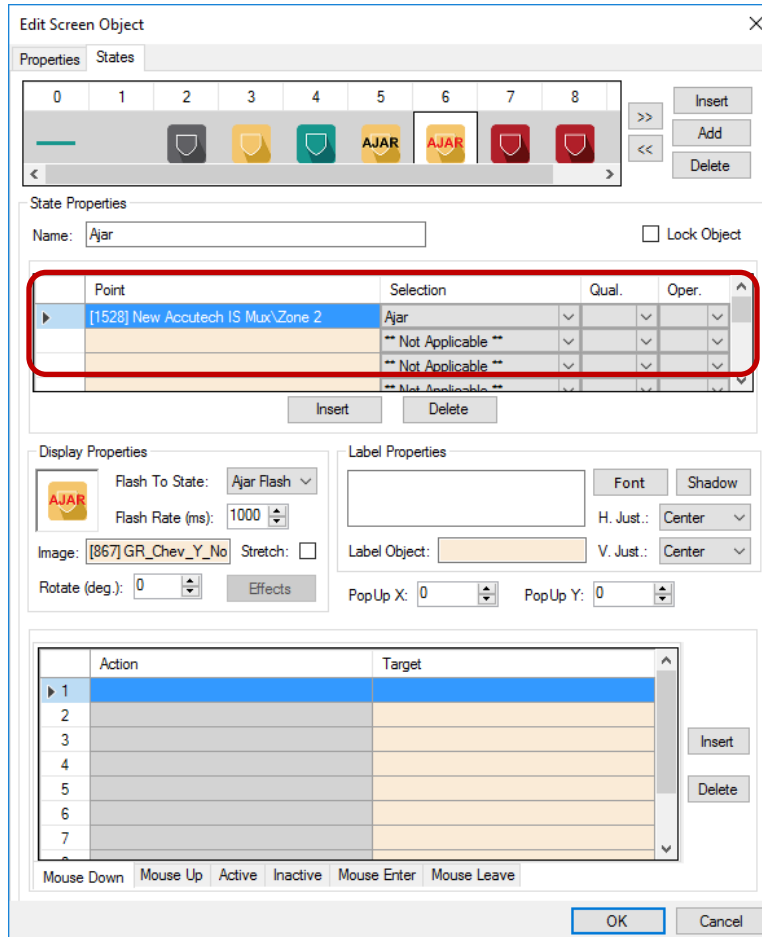 Edit Screen Object
Properties States
0 1 2 3 4 5 6 7 8
>> Insert
AJAR AJAR
<< Add
Delete
State Properties
Name: Ajar Lock Object
Point Selection Qual. Oper.
[1528] New Accutech IS Mux\Zone 2 Ajar
** Not Applicable **
** Not Applicable **
** Not Applicable **
Insert Delete
Display Properties Label Properties
AJAR Flash To State: Ajar Flash Font Shadow
Flash Rate (ms): 1000 H. Just.: Center
Image: [867] GR_Chev_Y_No Stretch: Label Object: V. Just.: Center
Rotate (deg.): 0 Effects PopUp X: 0 PopUp Y: 0
Action Target
1
2
3 Insert
4
5 Delete
6
7
Mouse Down Mouse Up Active Inactive Mouse Enter Mouse Leave
OK Cancel